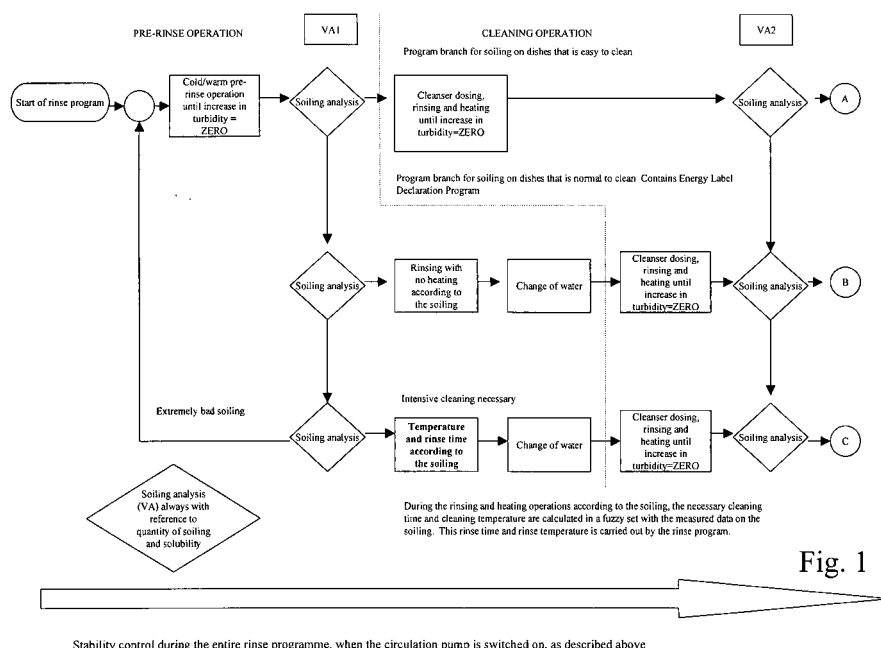 PRE-RINSE OPERATION
VA1
CLEANING OPERATION
VA2
Program branch for soiling on dishes that is easy to clean
Start of rinse program
Cold/warm pre-
rinse operation
until increase in
turbidity =
ZERO
Soiling analysis
Cleanser dosing,
rinsing and heating
until increase in
turbidity=ZERO
Soiling analysis
A
Program branch for soiling on dishes that is normal to clean Contains Energy Label
Declaration Program
Soiling analysis
Rinsing with
no heating
according to
the soiling
Change of water
Cleanser dosing,
rinsing and
heating until
increase in
turbidity=ZERO
Soiling analysis
B
Extremely bad soiling
Intensive cleaning necessary
Soiling analysis
Temperature
and rinse time
according to
the soiling
Change of water
Cleanser dosing,
rinsing and
heating until
increase in
turbidity=ZERO
Soiling analysis
C
Soiling analysis
(VA) always with
reference to
quantity of soiling
and solubility
During the rinsing and heating operations according to the soiling, the necessary cleaning
time and cleaning temperature are calculated in a fuzzy set with the measured data on the
soiling. This rinse time and rinse temperature is carried out by the rinse program.
Fig. 1
Stability control during the entire rinse programme, when the circulation pump is switched on, as described above